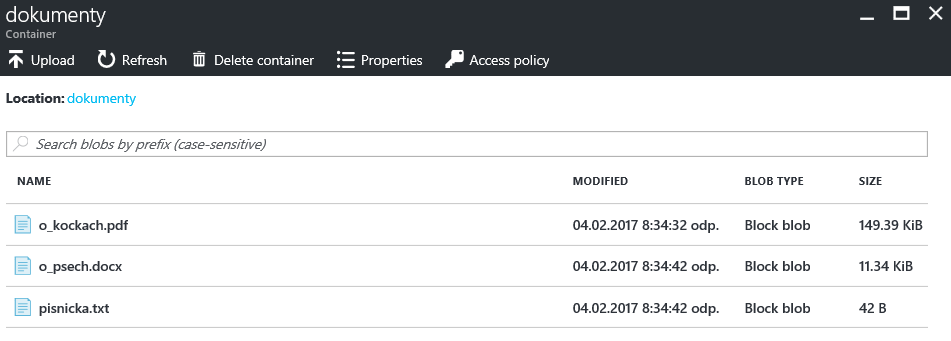 dokumenty
Container
Upload Refresh Delete container Properties Access policy
Location: dokumenty
Search blobs by prefix (case-sensitive)
NAME MODIFIED BLOB TYPE SIZE
o_kockach.pdf 04.02.2017 8:34:32 odp. Block blob 149.39 KiB
o_psech.docx 04.02.2017 8:34:42 odp. Block blob 11.34 KiB
pisnicka.txt 04.02.2017 8:34:42 odp. Block blob 42 B